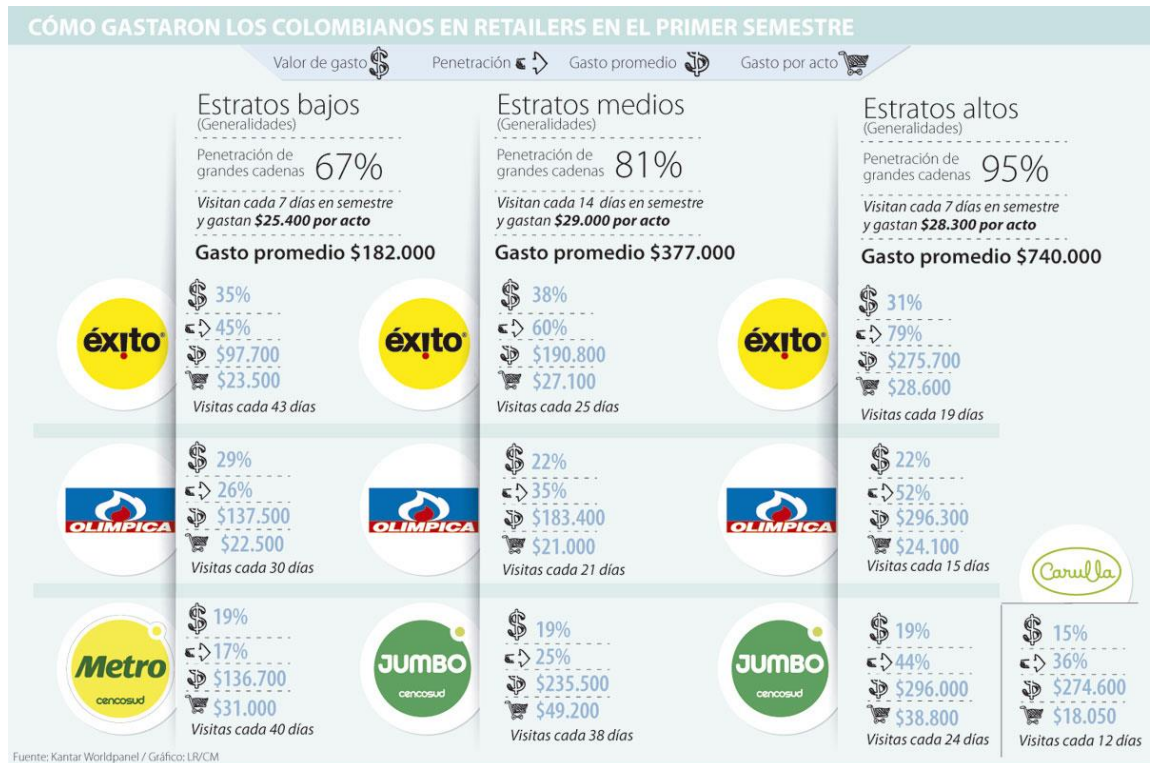 CÓMO GASTARON LOS COLOMBIANOS EN RETAILERS EN EL PRIMER SEMESTRE
Valor de gasto $ Penetración Gasto promedio Gasto por acto
Estratos bajos
(Generalidades)
Penetración de
grandes cadenas 67%
Visitan cada 7 días en semestre
y gastan $25.400 por acto
Gasto promedio $182.000
éxito
$ 35%
45%
$97.700
$23.500
Visitas cada 43 días
OLIMPICA
$ 29%
26%
$137.500
$22.500
Visitas cada 30 días
Metro
cencosud
$ 19%
17%
$136.700
$31.000
Visitas cada 40 días
Estratos medios
(Generalidades)
Penetración de
grandes cadenas 81%
Visitan cada 14 días en semestre
y gastan $29.000 por acto
Gasto promedio $377.000
éxito
$ 38%
60%
$190.800
$27.100
Visitas cada 25 días
OLIMPICA
$ 22%
35%
$183.400
$21.000
Visitas cada 21 días
JUMBO
cencosud
$ 19%
25%
$235.500
$49.200
Visitas cada 38 días
Estratos altos
(Generalidades)
Penetración de
grandes cadenas 95%
Visitan cada 7 días en semestre
y gastan $28.300 por acto
Gasto promedio $740.000
éxito
$ 31%
79%
$275.700
$28.600
Visitas cada 19 días
OLIMPICA
$ 22%
52%
$296.300
$24.100
Visitas cada 15 días
JUMBO
cencosud
$ 19%
44%
$296.000
$38.800
Visitas cada 24 días
Carulla
$ 15%
36%
$274.600
$18.050
Visitas cada 12 días
Fuente: Kantar Worldpanel / Gráfico: LR/CM